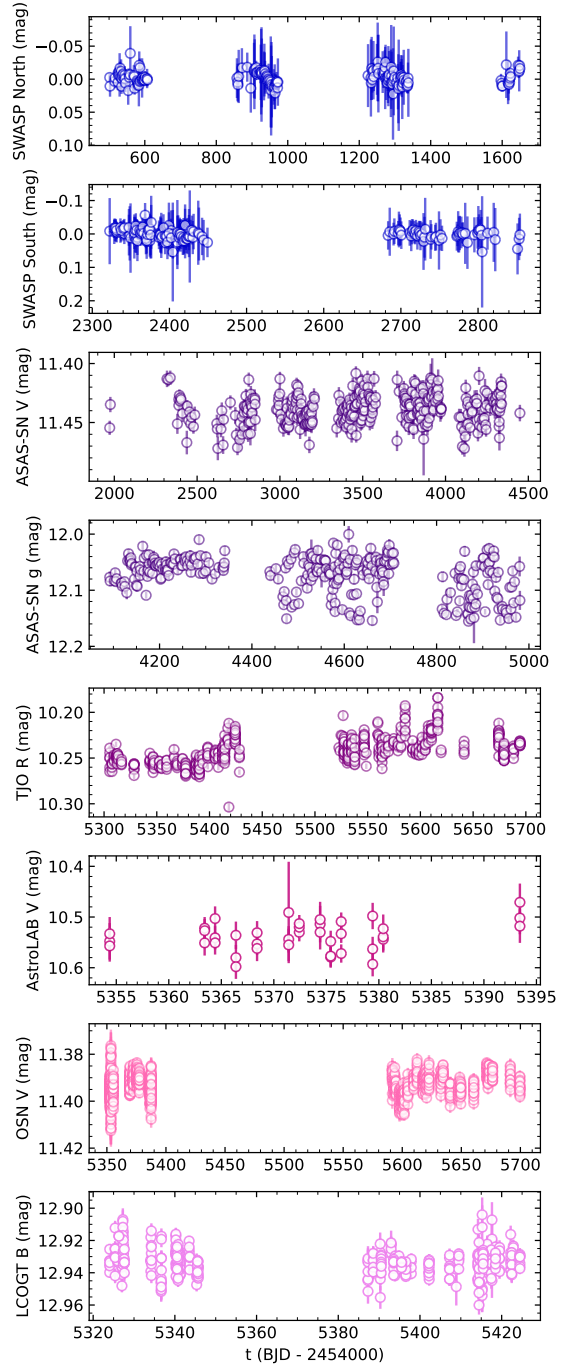 SWASP North (mag)
−0.05
0.00
0.05
0.10
600 800 1000 1200 1400 1600
SWASP South (mag)
−0.1
0.0
0.1
0.2
2300 2400 2500 2600 2700 2800
ASAS-SN V (mag)
11.40
11.45
2000 2500 3000 3500 4000 4500
ASAS-SN g (mag)
12.0
12.1
12.2
4200 4400 4600 4800 5000
TJO R (mag)
10.20
10.25
10.30
5300 5350 5400 5450 5500 5550 5600 5650 5700
AstroLAB V (mag)
10.4
10.5
10.6
5355 5360 5365 5370 5375 5380 5385 5390 5395
OSN V (mag)
11.38
11.40
11.42
5350 5400 5450 5500 5550 5600 5650 5700
LCOGT B (mag)
12.90
12.92
12.94
12.96
5320 5340 5360 5380 5400 5420
t (BJD - 2454000)